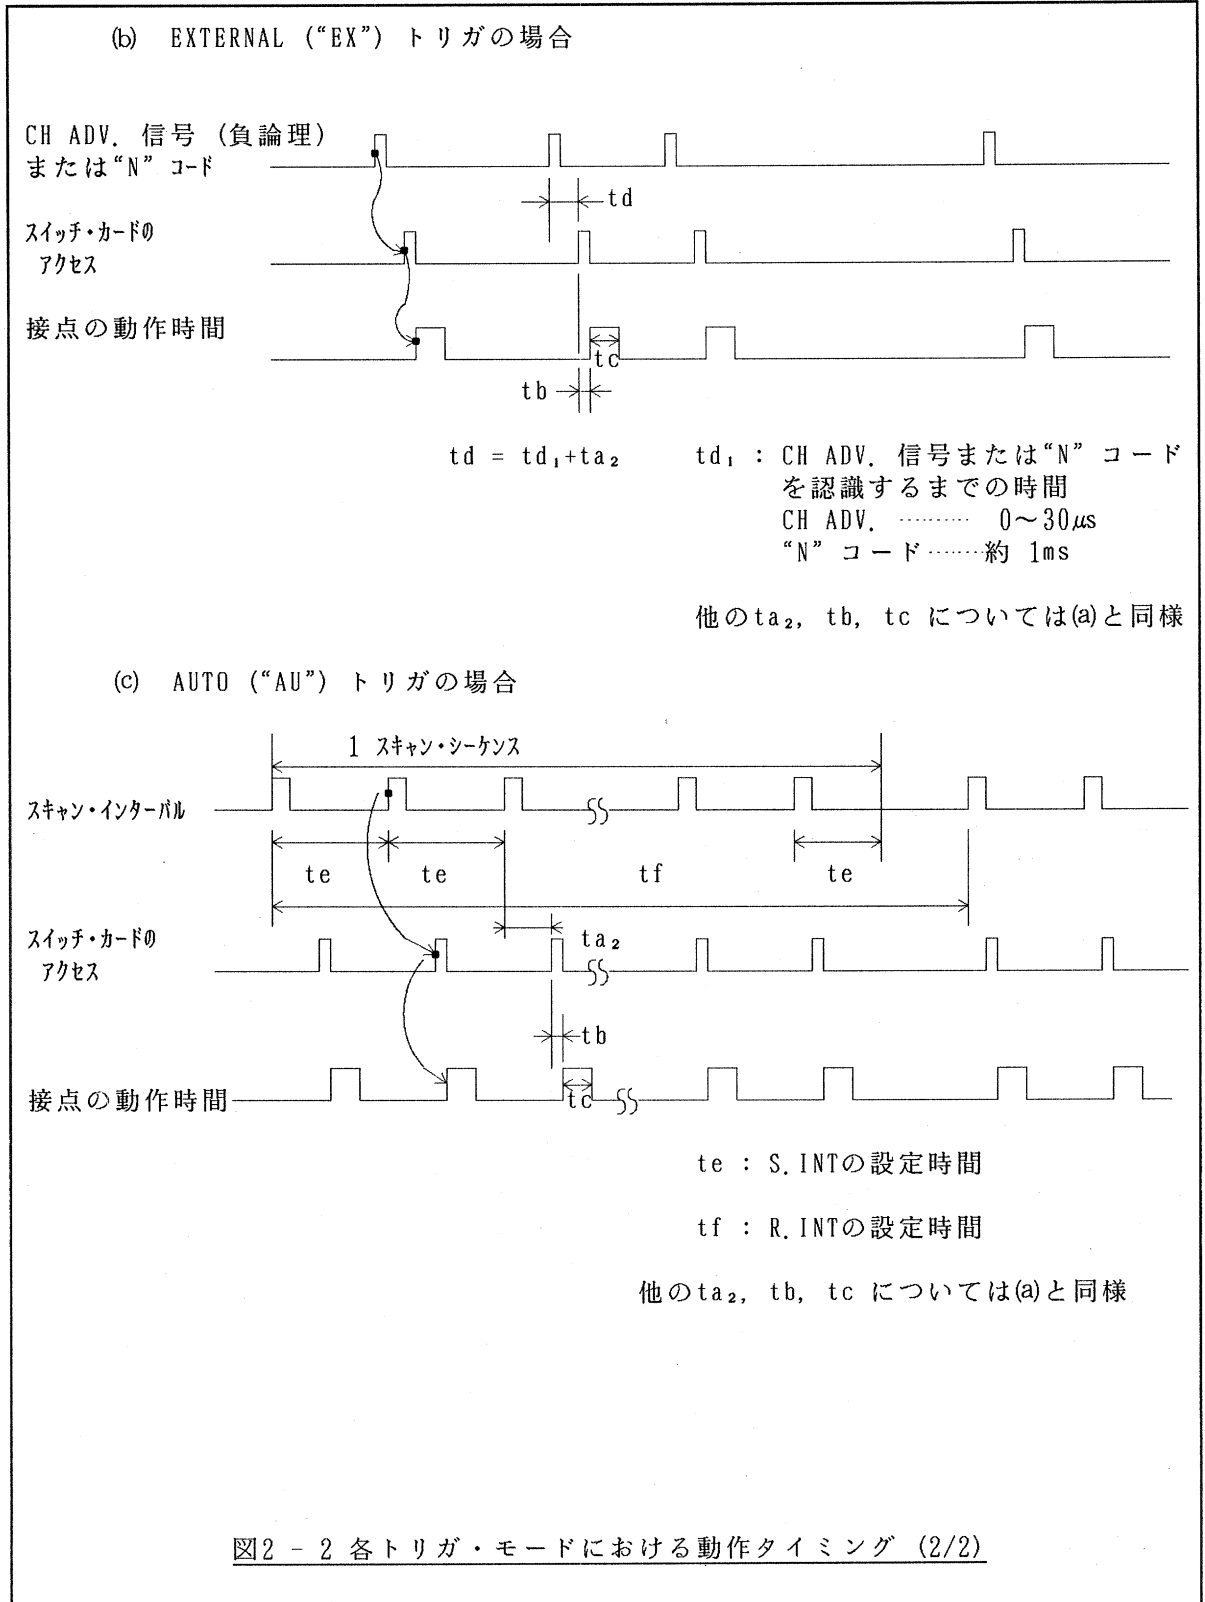 (b) EXTERNAL (“EX”) トリガの場合
CH ADV. 信号 (負論理)
または“N” コード
td
スイッチ・カードの
アクセス
接点の動作時間
tc
tb
td = td₁+ta₂
td₁ : CH ADV. 信号または“N” コード
を認識するまでの時間
CH ADV. ……… 0～30μs
“N” コード……約 1ms
他のta₂, tb, tc については(a)と同様
(c) AUTO (“AU”) トリガの場合
1 スキャン・シーケンス
スキャン・インターバル
te te tf te
スイッチ・カードの
アクセス
ta₂
tb
接点の動作時間
tc
te : S.INTの設定時間
tf : R.INTの設定時間
他のta₂, tb, tc については(a)と同様
図2 - 2 各トリガ・モードにおける動作タイミング (2/2)